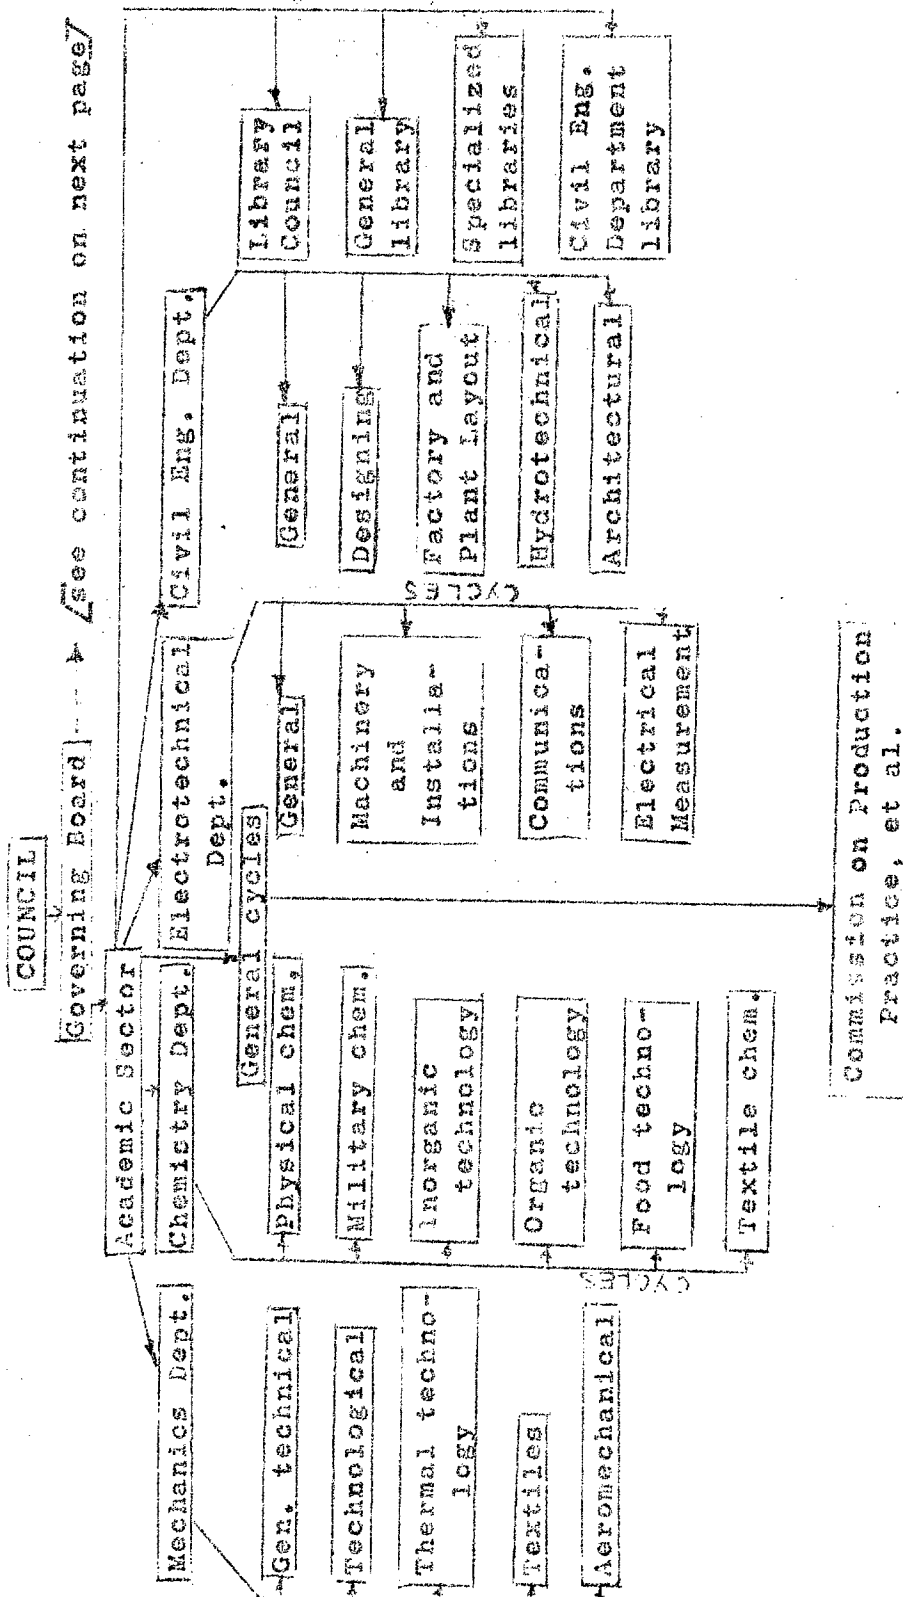 COUNCIL
Governing Board
/see continuation on next page/
Academic Sector
Mechanics Dept.
Chemistry Dept.
Electrotechnical
Dept.
Civil Eng. Dept.
General cycles
Gen. technical
Technological
Thermal techno-
logy
Textiles
Aeromechanical
CYCLES
Physical chem.
Military chem.
Inorganic
technology
Organic
technology
Food techno-
logy
Textile chem.
CYCLES
General
Machinery
and
Installa-
tions
Communica-
tions
Electrical
Measurement
General
Designing
Factory and
Plant Layout
Hydrotechnical
Architectural
Library
Council
General
library
Specialized
libraries
Civil Eng.
Department
library
Commission on Production
Practice, et al.